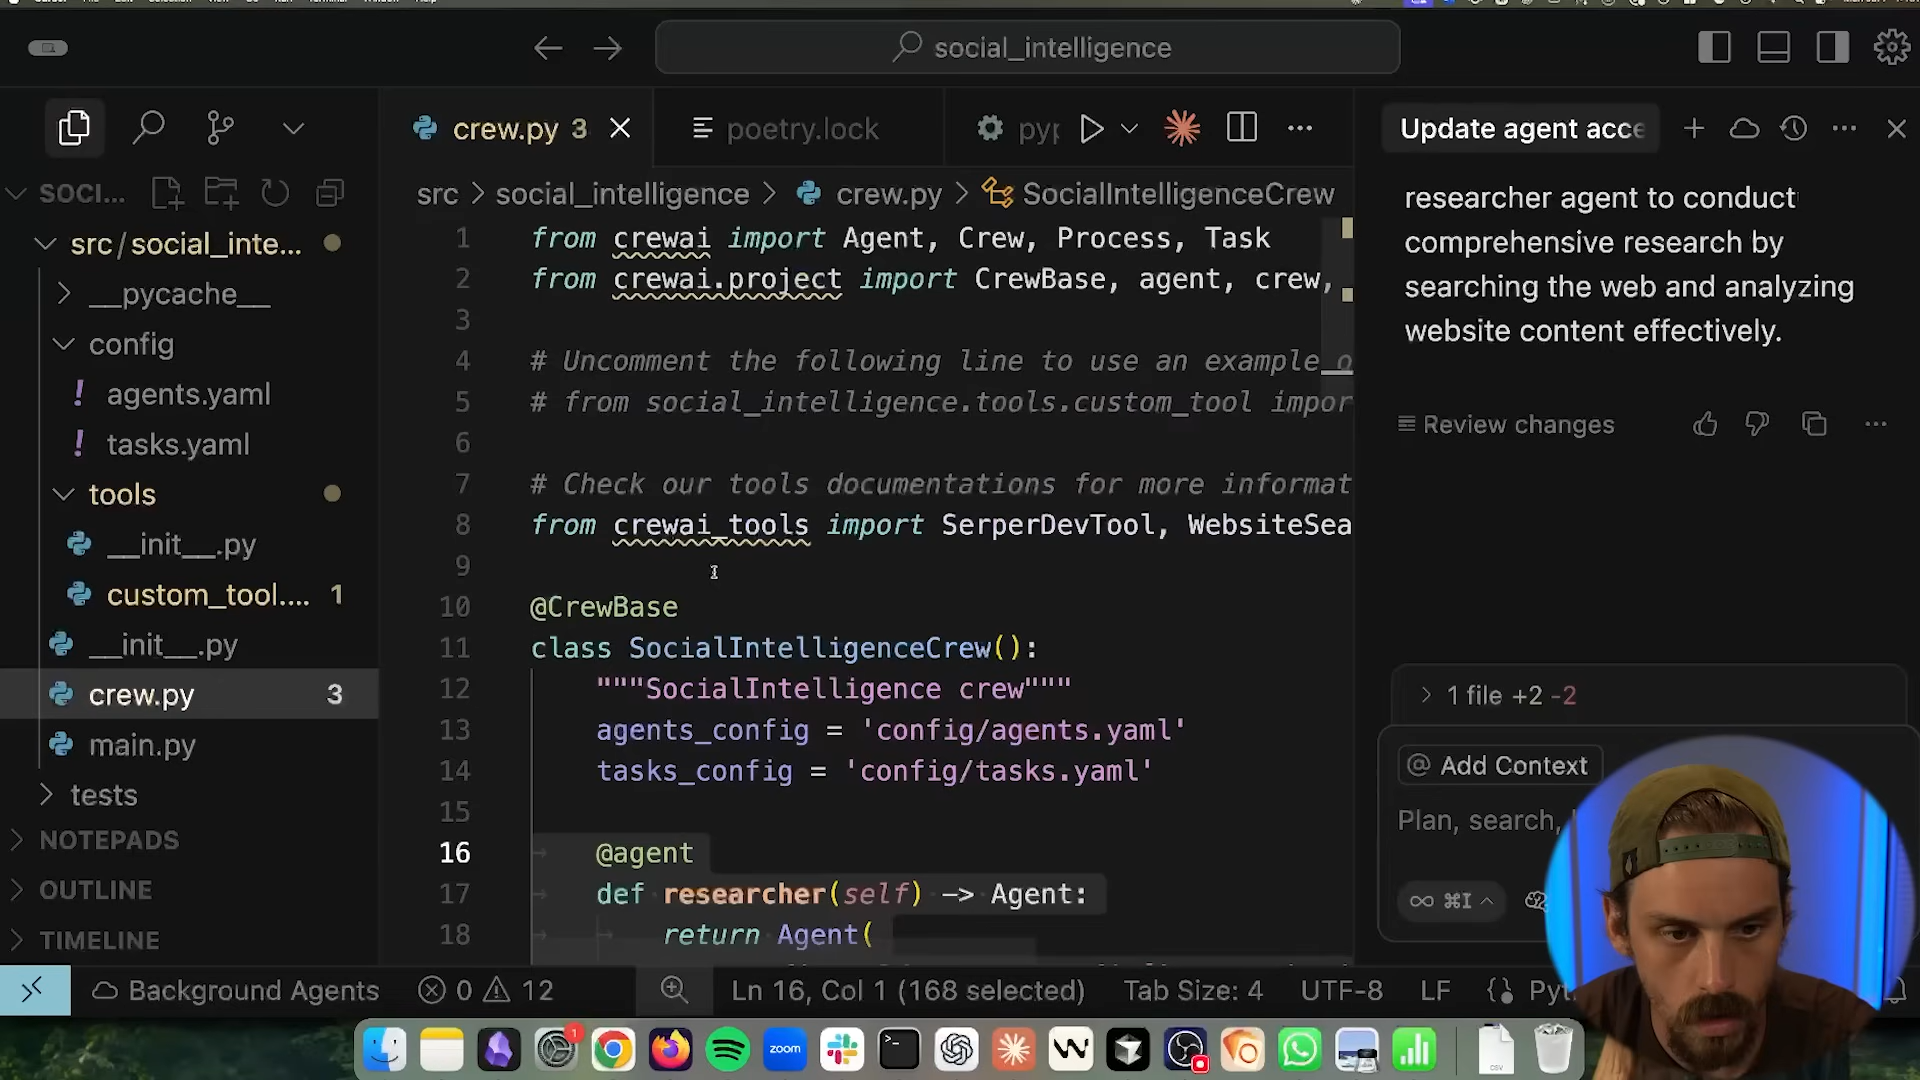 social_intelligence
crew.py 3
poetry.lock
pyp
Update agent acce
SOCI...
src/social_inte...
__pycache__
config
agents.yaml
tasks.yaml
tools
__init__.py
custom_tool.... 1
__init__.py
crew.py 3
main.py
tests
NOTEPADS
OUTLINE
TIMELINE
src > social_intelligence > crew.py > SocialIntelligenceCrew
1 from crewai import Agent, Crew, Process, Task
2 from crewai.project import CrewBase, agent, crew,
3
4 # Uncomment the following line to use an example o
5 # from social_intelligence.tools.custom_tool impor
6
7 # Check our tools documentations for more informat
8 from crewai_tools import SerperDevTool, WebsiteSea
9
10 @CrewBase
11 class SocialIntelligenceCrew():
12 """SocialIntelligence crew"""
13 agents_config = 'config/agents.yaml'
14 tasks_config = 'config/tasks.yaml'
15
16 @agent
17 def researcher(self) -> Agent:
18 return Agent(
researcher agent to conduct
comprehensive research by
searching the web and analyzing
website content effectively.
Review changes
1 file +2 -2
@ Add Context
Plan, search,
∞ ⌘I
Background Agents
0
12
Ln 16, Col 1 (168 selected)
Tab Size: 4
UTF-8
LF
{} Pyt
1
zoom
CSV